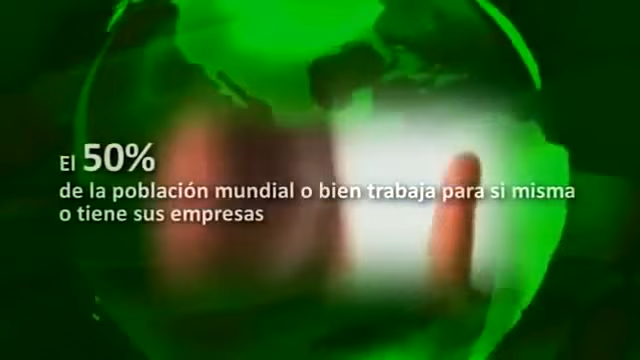 El 50%
de la población mundial o bien trabaja para si misma
o tiene sus empresas